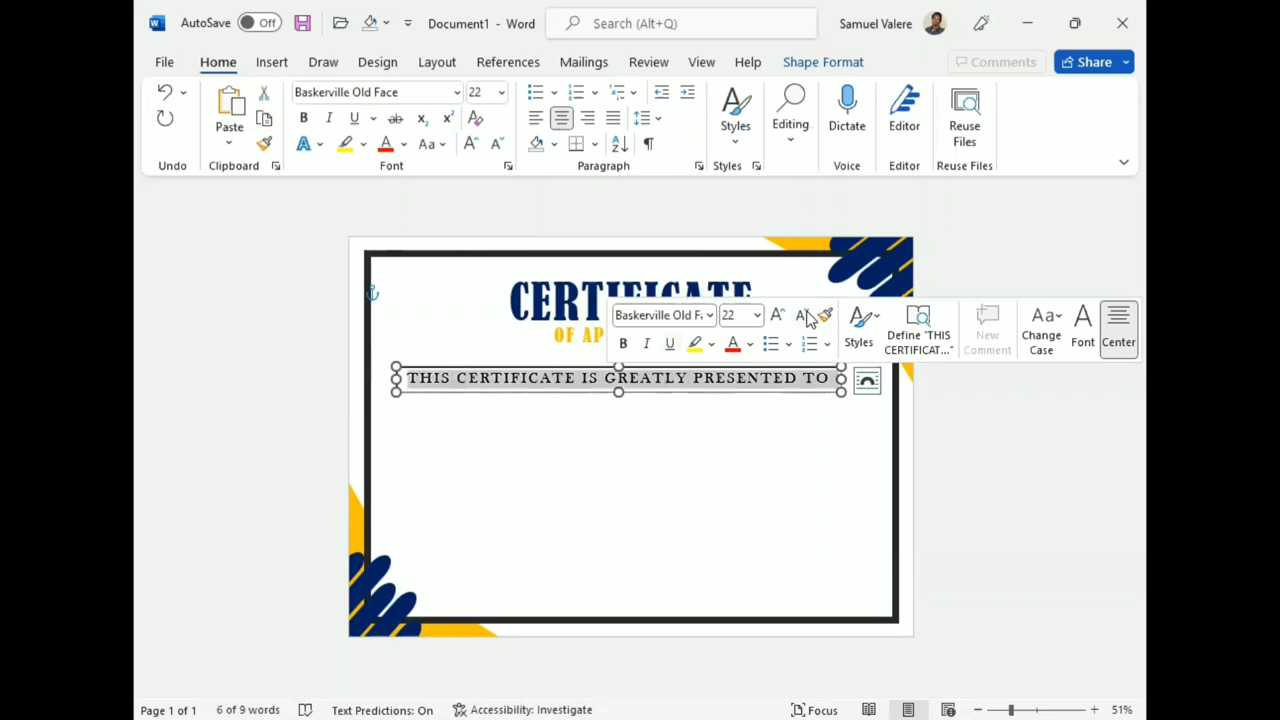 AutoSave Off Document1 - Word Search (Alt+Q) Samuel Valere
File Home Insert Draw Design Layout References Mailings Review View Help Shape Format Comments Share
Baskerville Old Face 22
Paste Styles Editing Dictate Editor Reuse Files
Undo Clipboard Font Paragraph Styles Voice Editor Reuse Files
CERTIFICATE
OF AP
Baskerville Old F 22
Styles Define "THIS CERTIFICAT..." New Comment Change Case Font Center
THIS CERTIFICATE IS GREATLY PRESENTED TO
Page 1 of 1 6 of 9 words Text Predictions: On Accessibility: Investigate Focus 51%